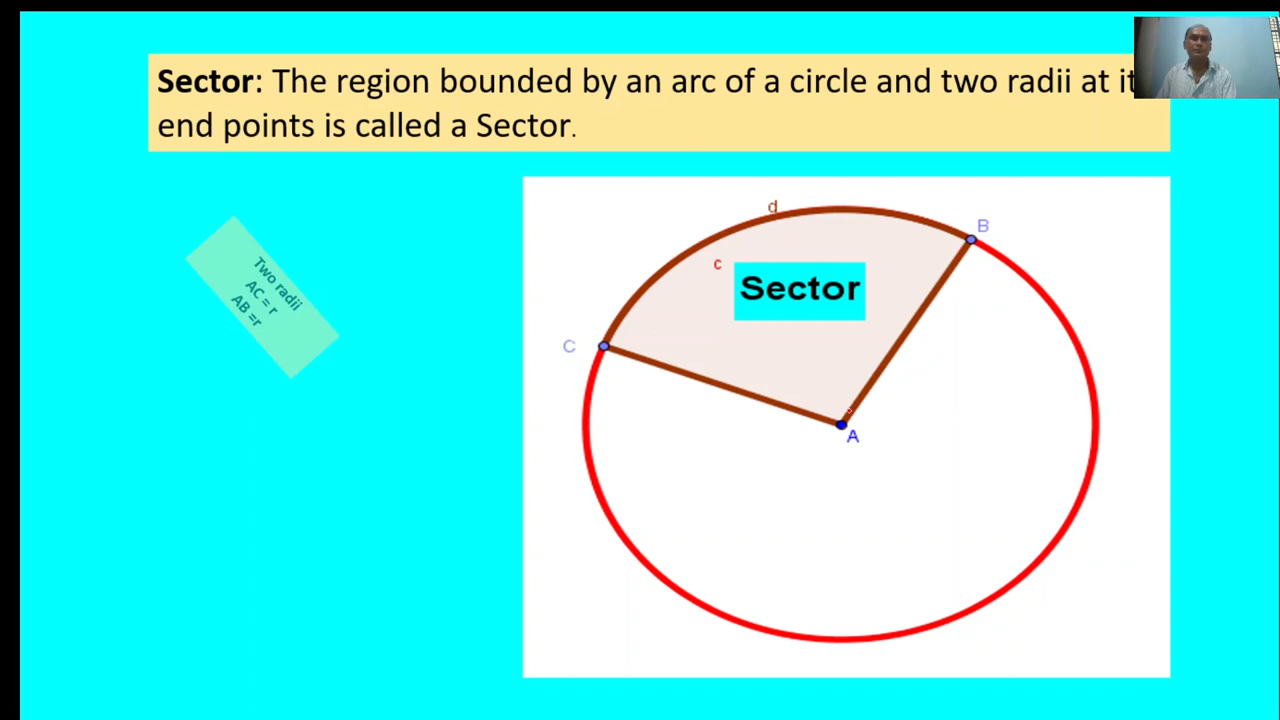 Sector: The region bounded by an arc of a circle and two radii at
end points is called a Sector.
Two radii
AC = r
AB =r
d
B
c
Sector
C
A